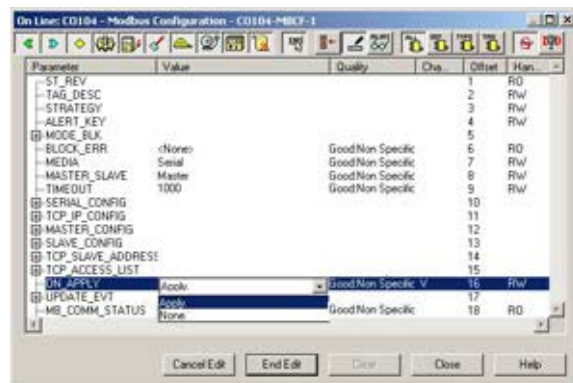 On Line: CO104 - Modbus Configuration - CO104-MBCF-1
Parameter Value Quality Cha... Offset Han...
ST_REV 1 RO
TAG_DESC 2 RW
STRATEGY 3 RW
ALERT_KEY 4 RW
MODE_BLK 5
BLOCK_ERR <None> Good:Non Specific 6 RO
MEDIA Serial Good:Non Specific 7 RW
MASTER_SLAVE Master Good:Non Specific 8 RW
TIMEOUT 1000 Good:Non Specific 9 RW
SERIAL_CONFIG 10
TCP_IP_CONFIG 11
MASTER_CONFIG 12
SLAVE_CONFIG 13
TCP_SLAVE_ADDRESS 14
TCP_ACCESS_LIST 15
ON_APPLY Apply. Good:Non Specific V 16 RW
Apply.
UPDATE_EVT 17
None
MB_COMM_STATUS Good:Non Specific 18 RO
Cancel Edit End Edit Clear Close Help